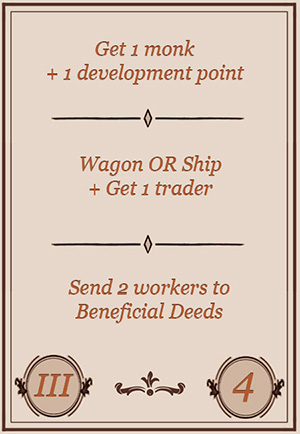 Get 1 monk
+ 1 development point
Wagon OR Ship
+ Get 1 trader
Send 2 workers to
Beneficial Deeds
III
4